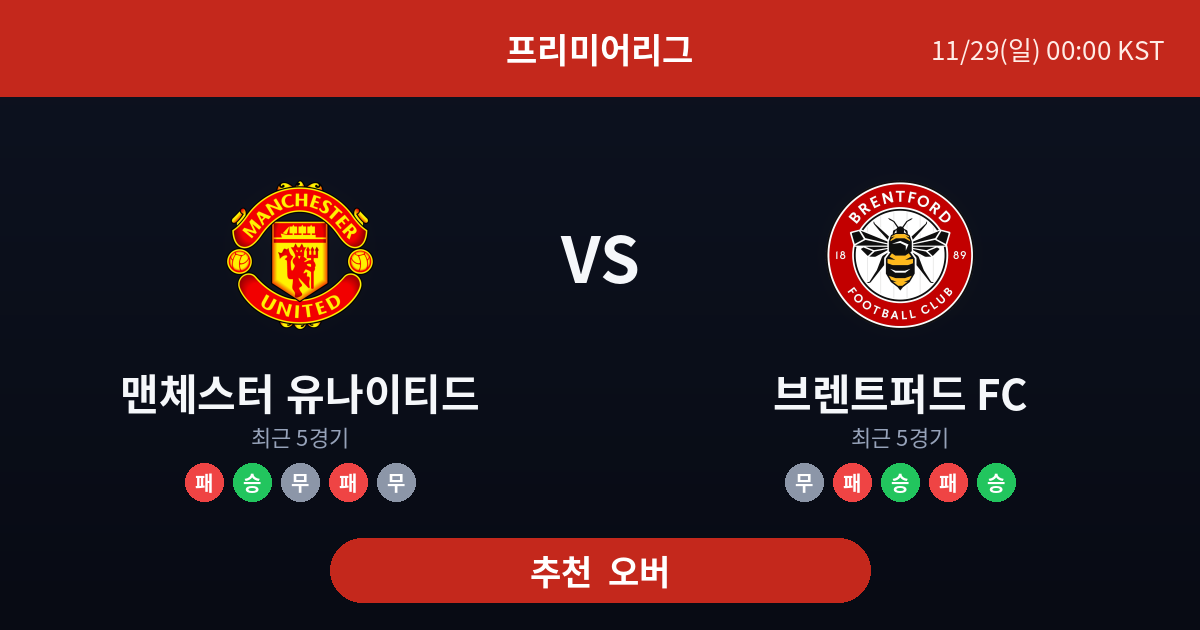 프리미어리그
11/29(일) 00:00 KST
MANCHESTER
UNITED
VS
BRENTFORD
18 89
FOOTBALL CLUB
맨체스터 유나이티드
브렌트퍼드 FC
최근 5경기
최근 5경기
패 승 무 패 무
무 패 승 패 승
추천 오버